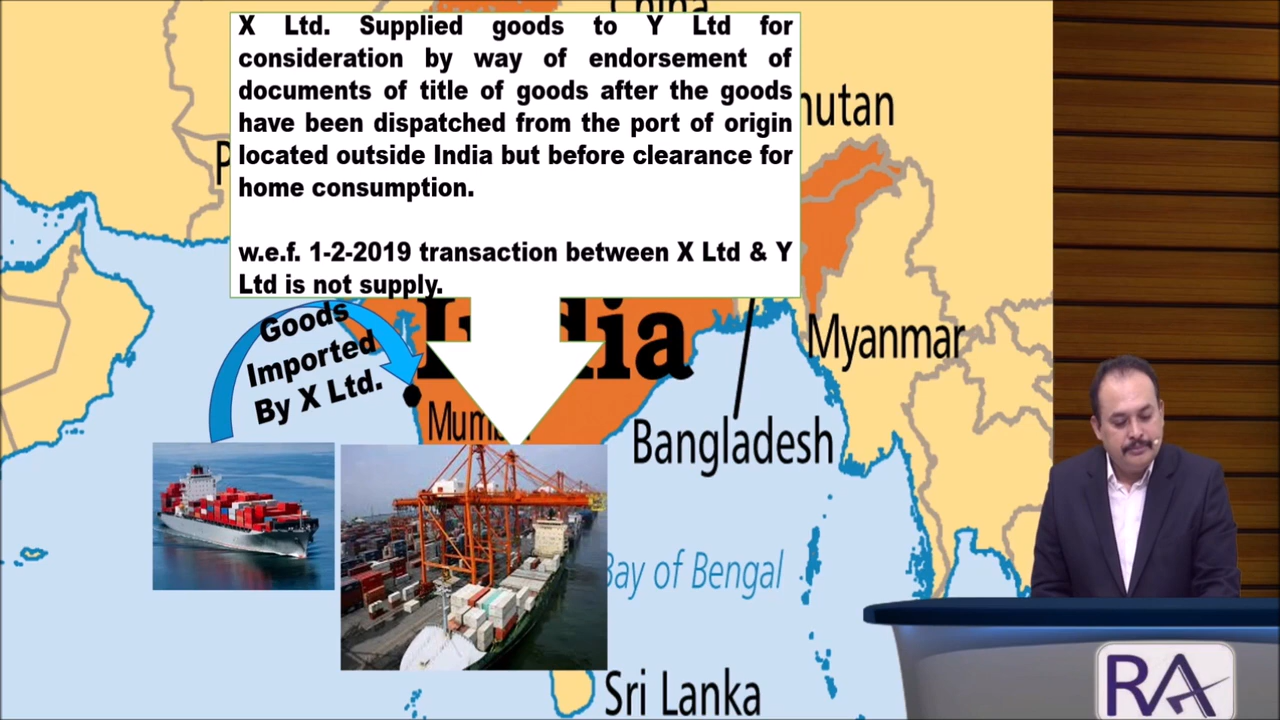 China
X Ltd. Supplied goods to Y Ltd for
consideration by way of endorsement of
documents of title of goods after the goods
have been dispatched from the port of origin
located outside India but before clearance for
home consumption.
w.e.f. 1-2-2019 transaction between X Ltd & Y
Ltd is not supply.
hutan
P
India
Goods
Imported
By X Ltd.
Myanmar
Mumbai
Bangladesh
Bay of Bengal
Sri Lanka
RA